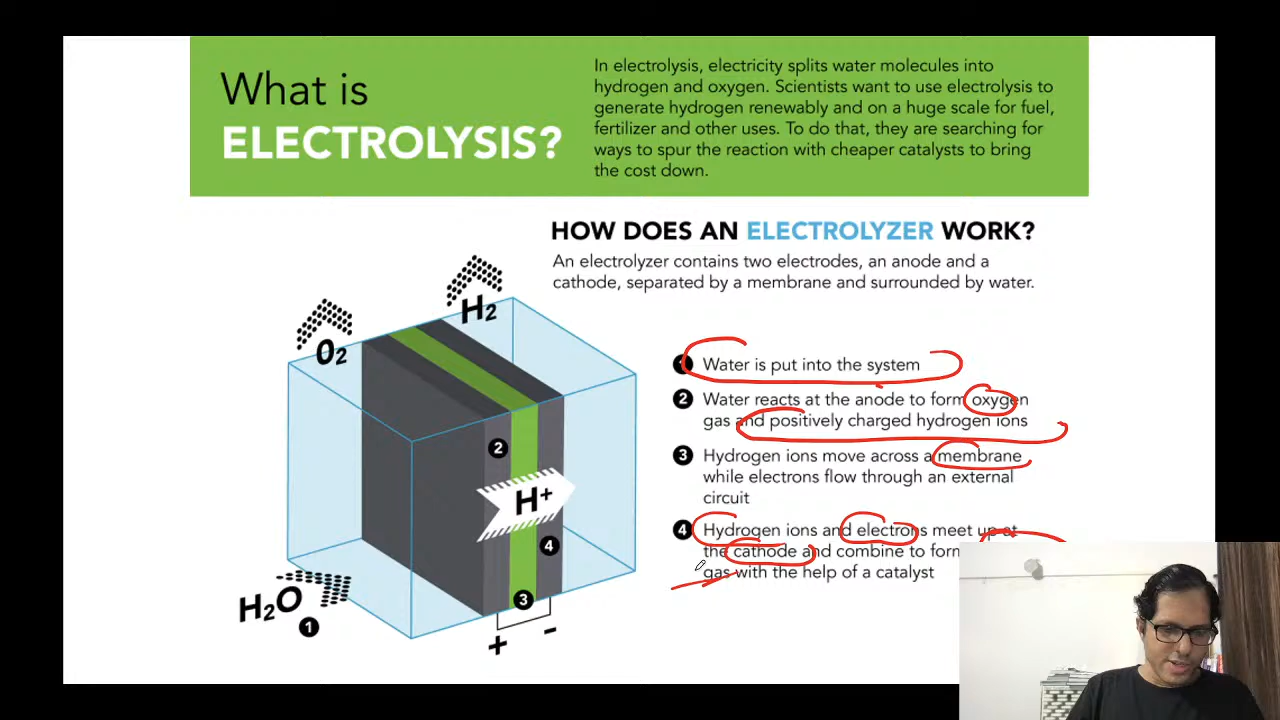 What is
ELECTROLYSIS?
In electrolysis, electricity splits water molecules into
hydrogen and oxygen. Scientists want to use electrolysis to
generate hydrogen renewably and on a huge scale for fuel,
fertilizer and other uses. To do that, they are searching for
ways to spur the reaction with cheaper catalysts to bring
the cost down.
HOW DOES AN ELECTROLYZER WORK?
An electrolyzer contains two electrodes, an anode and a
cathode, separated by a membrane and surrounded by water.
1 Water is put into the system
2 Water reacts at the anode to form oxygen
gas and positively charged hydrogen ions
3 Hydrogen ions move across a membrane
while electrons flow through an external
circuit
4 Hydrogen ions and electrons meet up at
the cathode and combine to form
gas with the help of a catalyst
H2
O2
2
H+
4
3
H2O
1
+ -